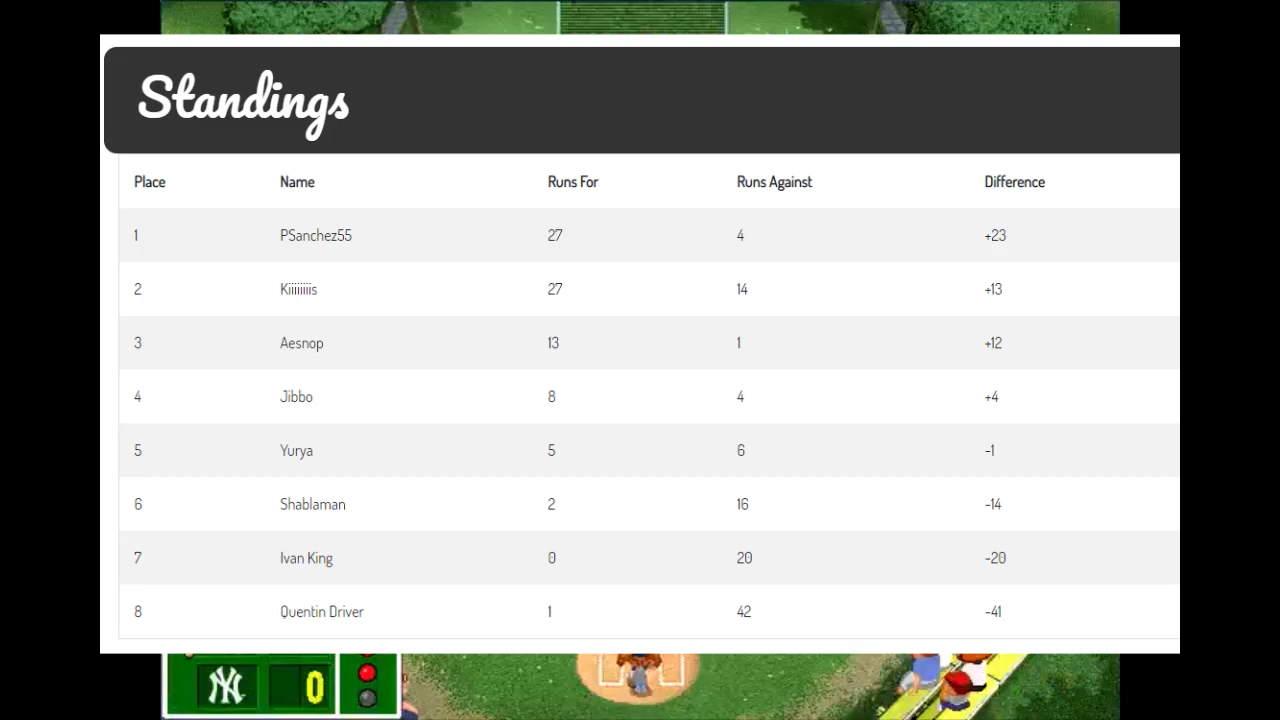 Standings
Place Name Runs For Runs Against Difference
1 PSanchez55 27 4 +23
2 Kiiiiiiiis 27 14 +13
3 Aesnop 13 1 +12
4 Jibbo 8 4 +4
5 Yurya 5 6 -1
6 Shablaman 2 16 -14
7 Ivan King 0 20 -20
8 Quentin Driver 1 42 -41
NY 0